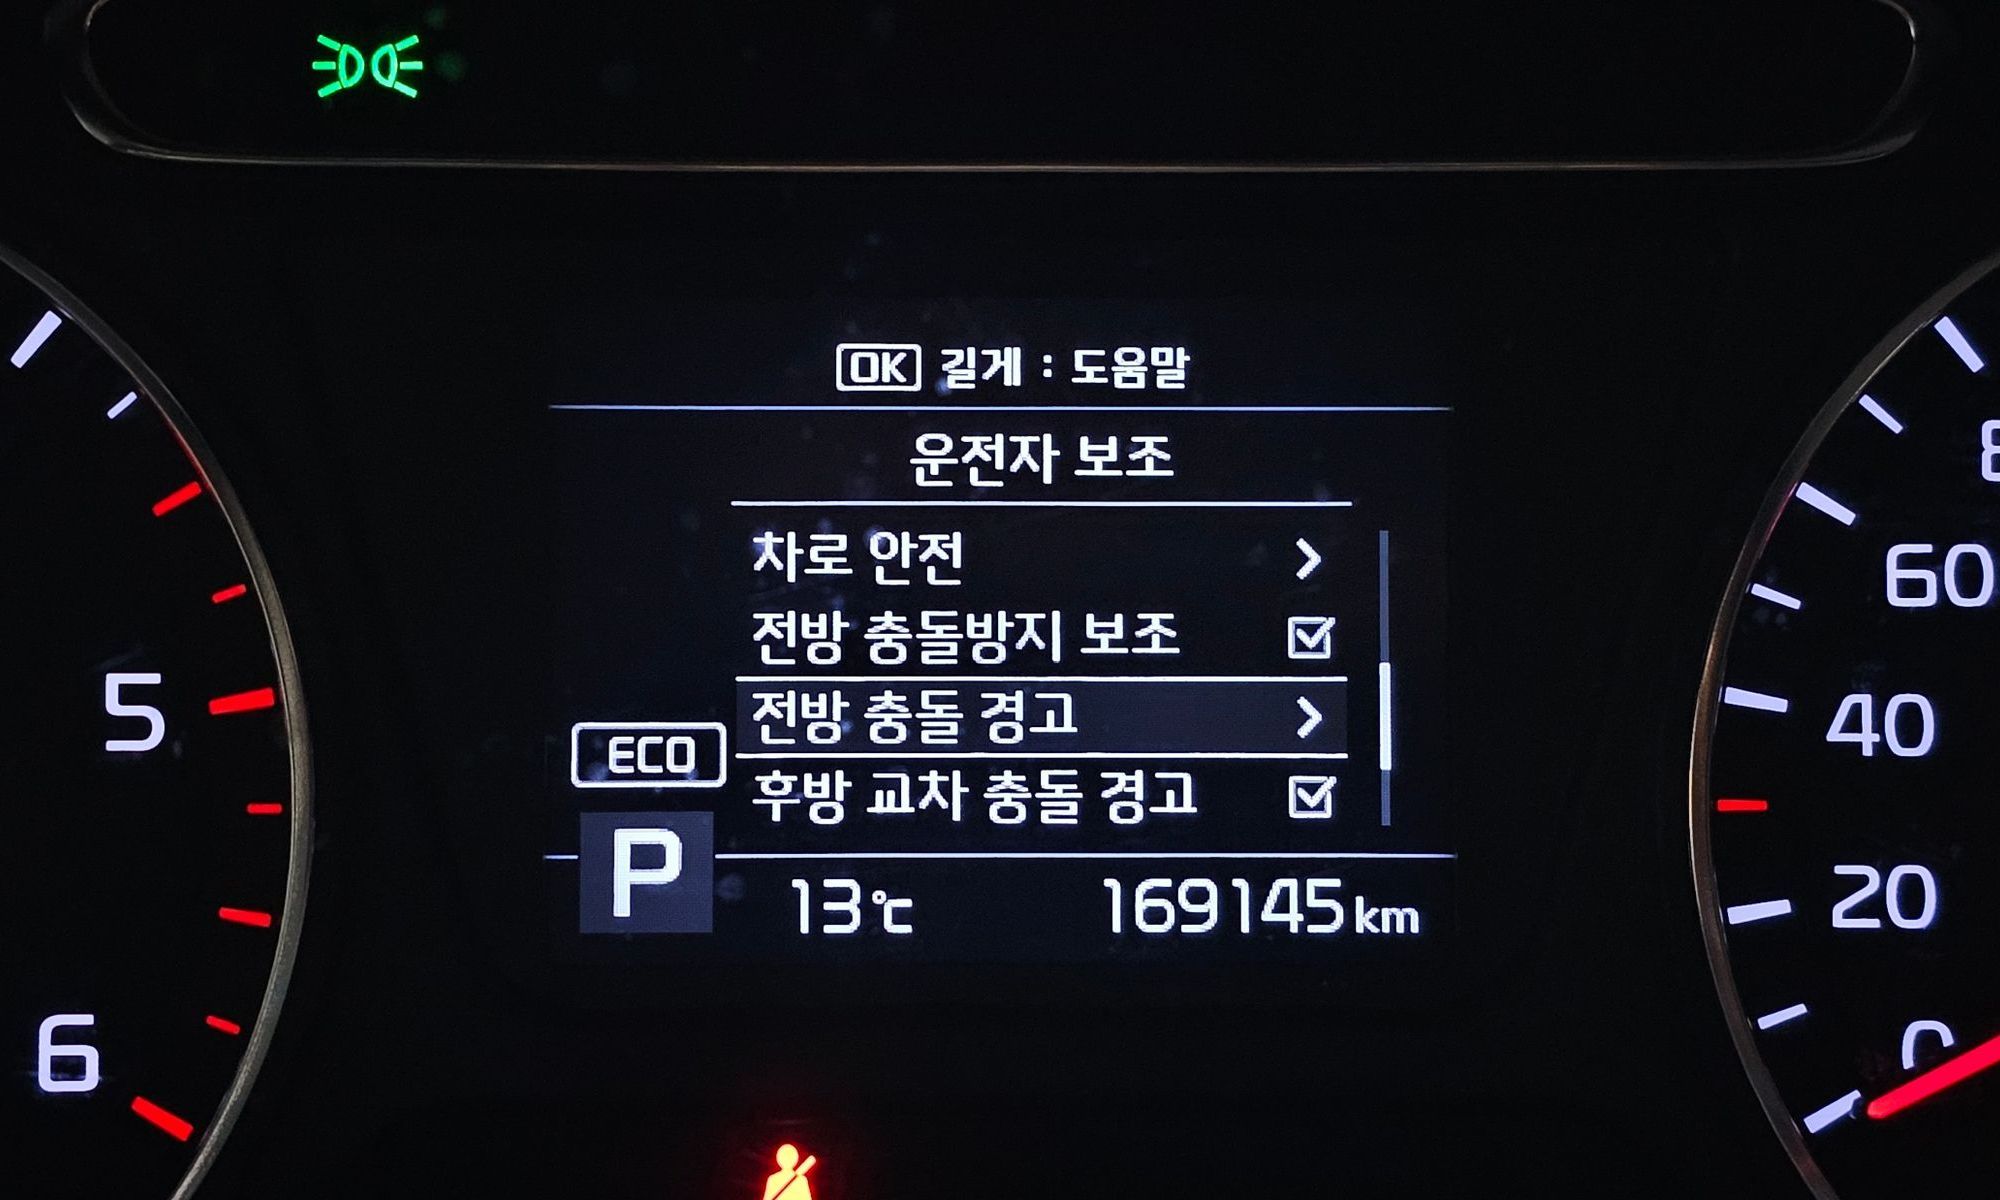 OK 길게 : 도움말
운전자 보조
차로 안전
전방 충돌방지 보조
전방 충돌 경고
후방 교차 충돌 경고
ECO
P
13℃ 169145 km
5
6
8
60
40
20
0